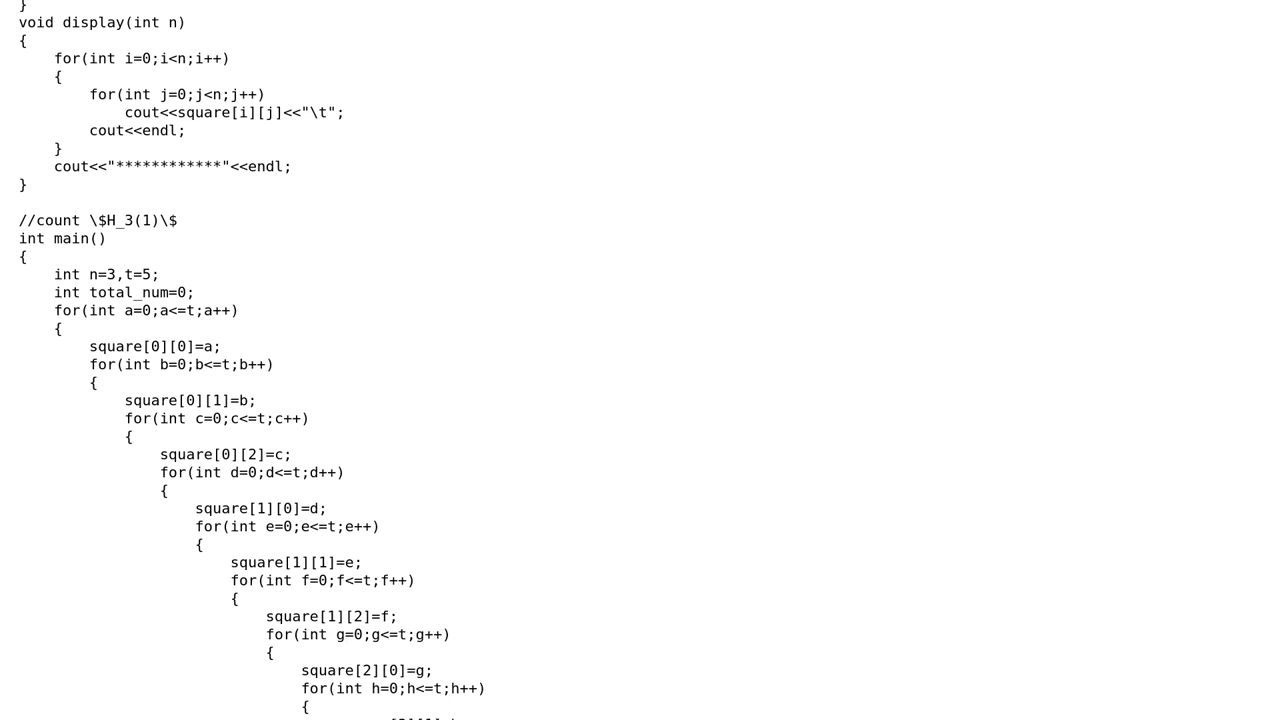 }
void display(int n)
{
    for(int i=0;i<n;i++)
    {
        for(int j=0;j<n;j++)
            cout<<square[i][j]<<"\t";
        cout<<endl;
    }
    cout<<"************"<<endl;
}

//count \$H_3(1)\$
int main()
{
    int n=3,t=5;
    int total_num=0;
    for(int a=0;a<=t;a++)
    {
        square[0][0]=a;
        for(int b=0;b<=t;b++)
        {
            square[0][1]=b;
            for(int c=0;c<=t;c++)
            {
                square[0][2]=c;
                for(int d=0;d<=t;d++)
                {
                    square[1][0]=d;
                    for(int e=0;e<=t;e++)
                    {
                        square[1][1]=e;
                        for(int f=0;f<=t;f++)
                        {
                            square[1][2]=f;
                            for(int g=0;g<=t;g++)
                            {
                                square[2][0]=g;
                                for(int h=0;h<=t;h++)
                                {